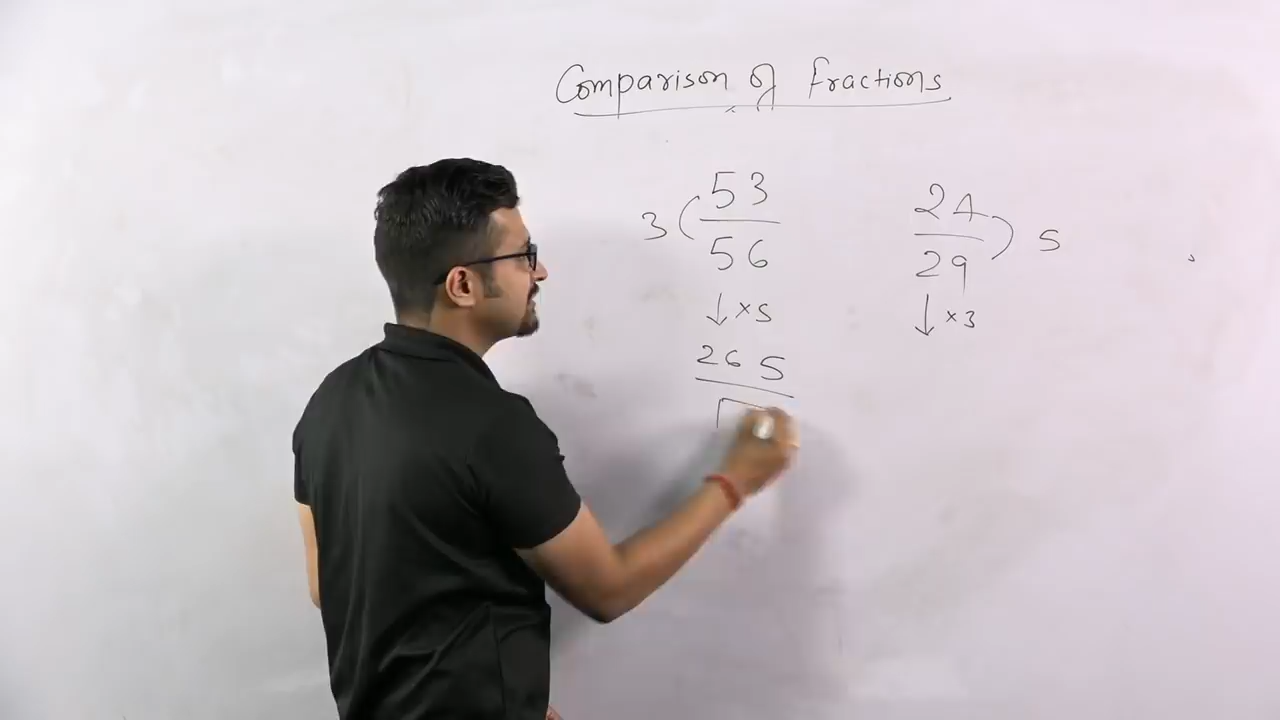 Comparison of fractions
3 ( 53/56
24/29 ) 5
↓ ×5
↓ ×3
265